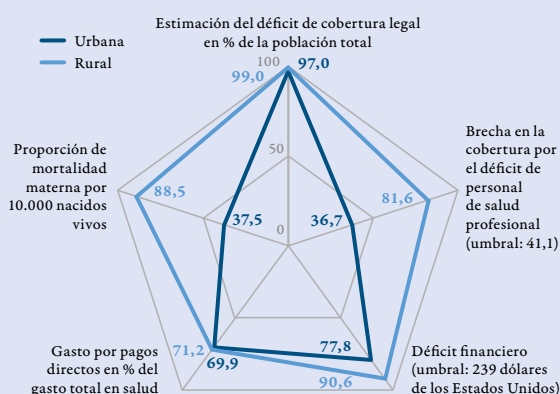 Estimación del déficit de cobertura legal
en % de la población total
Urbana
Rural
100
97,0
99,0
Proporción de
mortalidad
materna por
10.000 nacidos
vivos
88,5
37,5
50
0
36,7
81,6
Brecha en la
cobertura por
el déficit de
personal
de salud
profesional
(umbral: 41,1)
Gasto por pagos
directos en % del
gasto total en salud
71,2
69,9
77,8
90,6
Déficit financiero
(umbral: 239 dólares
de los Estados Unidos)